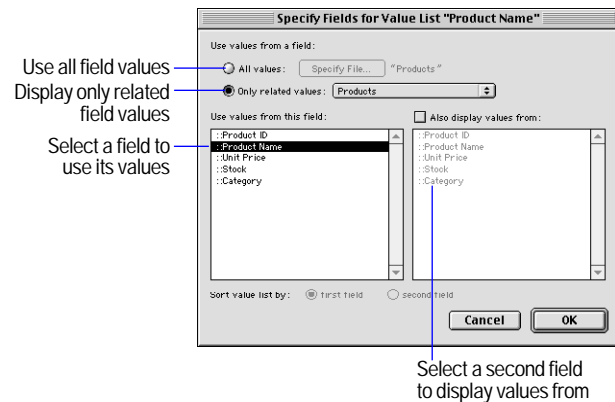 Specify Fields for Value List "Product Name"
Use values from a field:
Use all field values
All values: Specify File... "Products"
Display only related
field values
Only related values: Products
Use values from this field:
Also display values from:
Select a field to
use its values
::Product ID
::Product Name
::Unit Price
::Stock
::Category
::Product ID
::Product Name
::Unit Price
::Stock
::Category
Sort value list by: first field second field
Cancel OK
Select a second field
to display values from